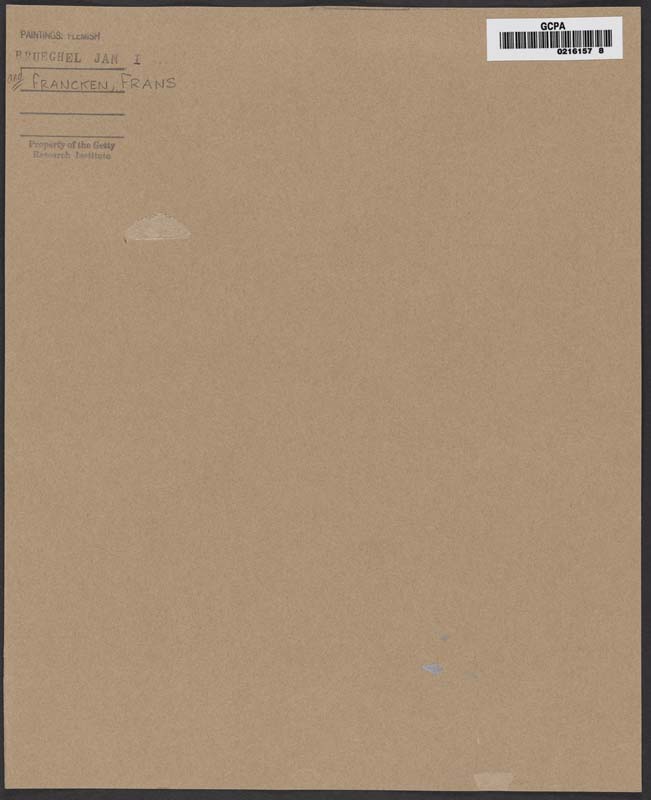 PAINTINGS: FLEMISH
BRUEGHEL JAN I
and FRANCKEN, FRANS
Property of the Getty
Research Institute
GCPA
0216157 8